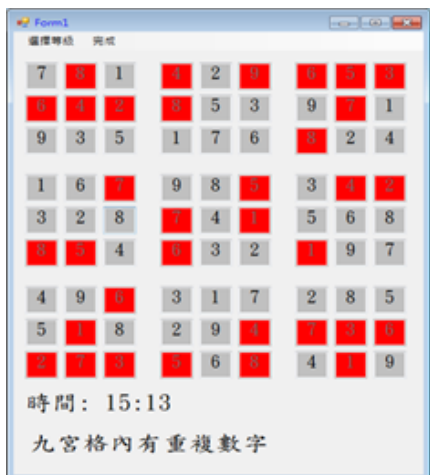 Form1
選擇等級 完成
7 8 1 4 2 9 6 5 3
6 4 2 8 5 3 9 7 1
9 3 5 1 7 6 8 2 4
1 6 7 9 8 5 3 4 2
3 2 8 7 4 1 5 6 8
8 5 4 6 3 2 1 9 7
4 9 6 3 1 7 2 8 5
5 1 8 2 9 4 7 3 6
2 7 3 5 6 8 4 1 9
時間: 15:13
九宮格內有重複數字